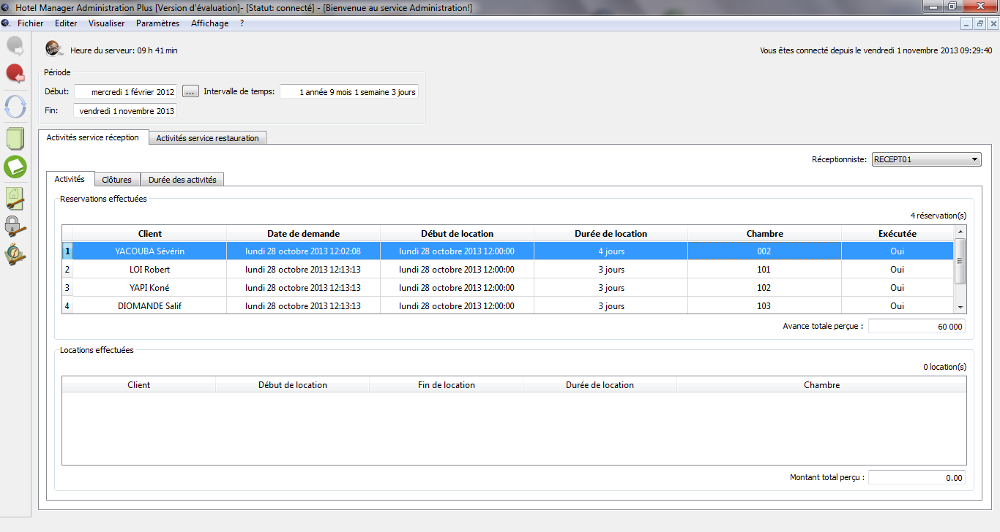 Hotel Manager Administration Plus [Version d'évaluation]- [Statut: connecté] - [Bienvenue au service Administration!]
Fichier Editer Visualiser Paramètres Affichage ?
Heure du serveur: 09 h 41 min Vous êtes connecté depuis le vendredi 1 novembre 2013 09:29:40
Période
Début: mercredi 1 février 2012 ... Intervalle de temps: 1 année 9 mois 1 semaine 3 jours
Fin: vendredi 1 novembre 2013
Activités service réception Activités service restauration
Réceptionniste: RECEPT01
Activités Clôtures Durée des activités
Reservations effectuées
4 réservation(s)
Client Date de demande Début de location Durée de location Chambre Exécutée
1 YACOUBA Sévérin lundi 28 octobre 2013 12:02:08 lundi 28 octobre 2013 12:00:00 4 jours 002 Oui
2 LOI Robert lundi 28 octobre 2013 12:13:13 lundi 28 octobre 2013 12:00:00 3 jours 101 Oui
3 YAPI Koné lundi 28 octobre 2013 12:13:13 lundi 28 octobre 2013 12:00:00 3 jours 102 Oui
4 DIOMANDE Salif lundi 28 octobre 2013 12:13:13 lundi 28 octobre 2013 12:00:00 3 jours 103 Oui
Avance totale perçue : 60 000
Locations effectuées
0 location(s)
Client Début de location Fin de location Durée de location Chambre
Montant total perçu : 0.00